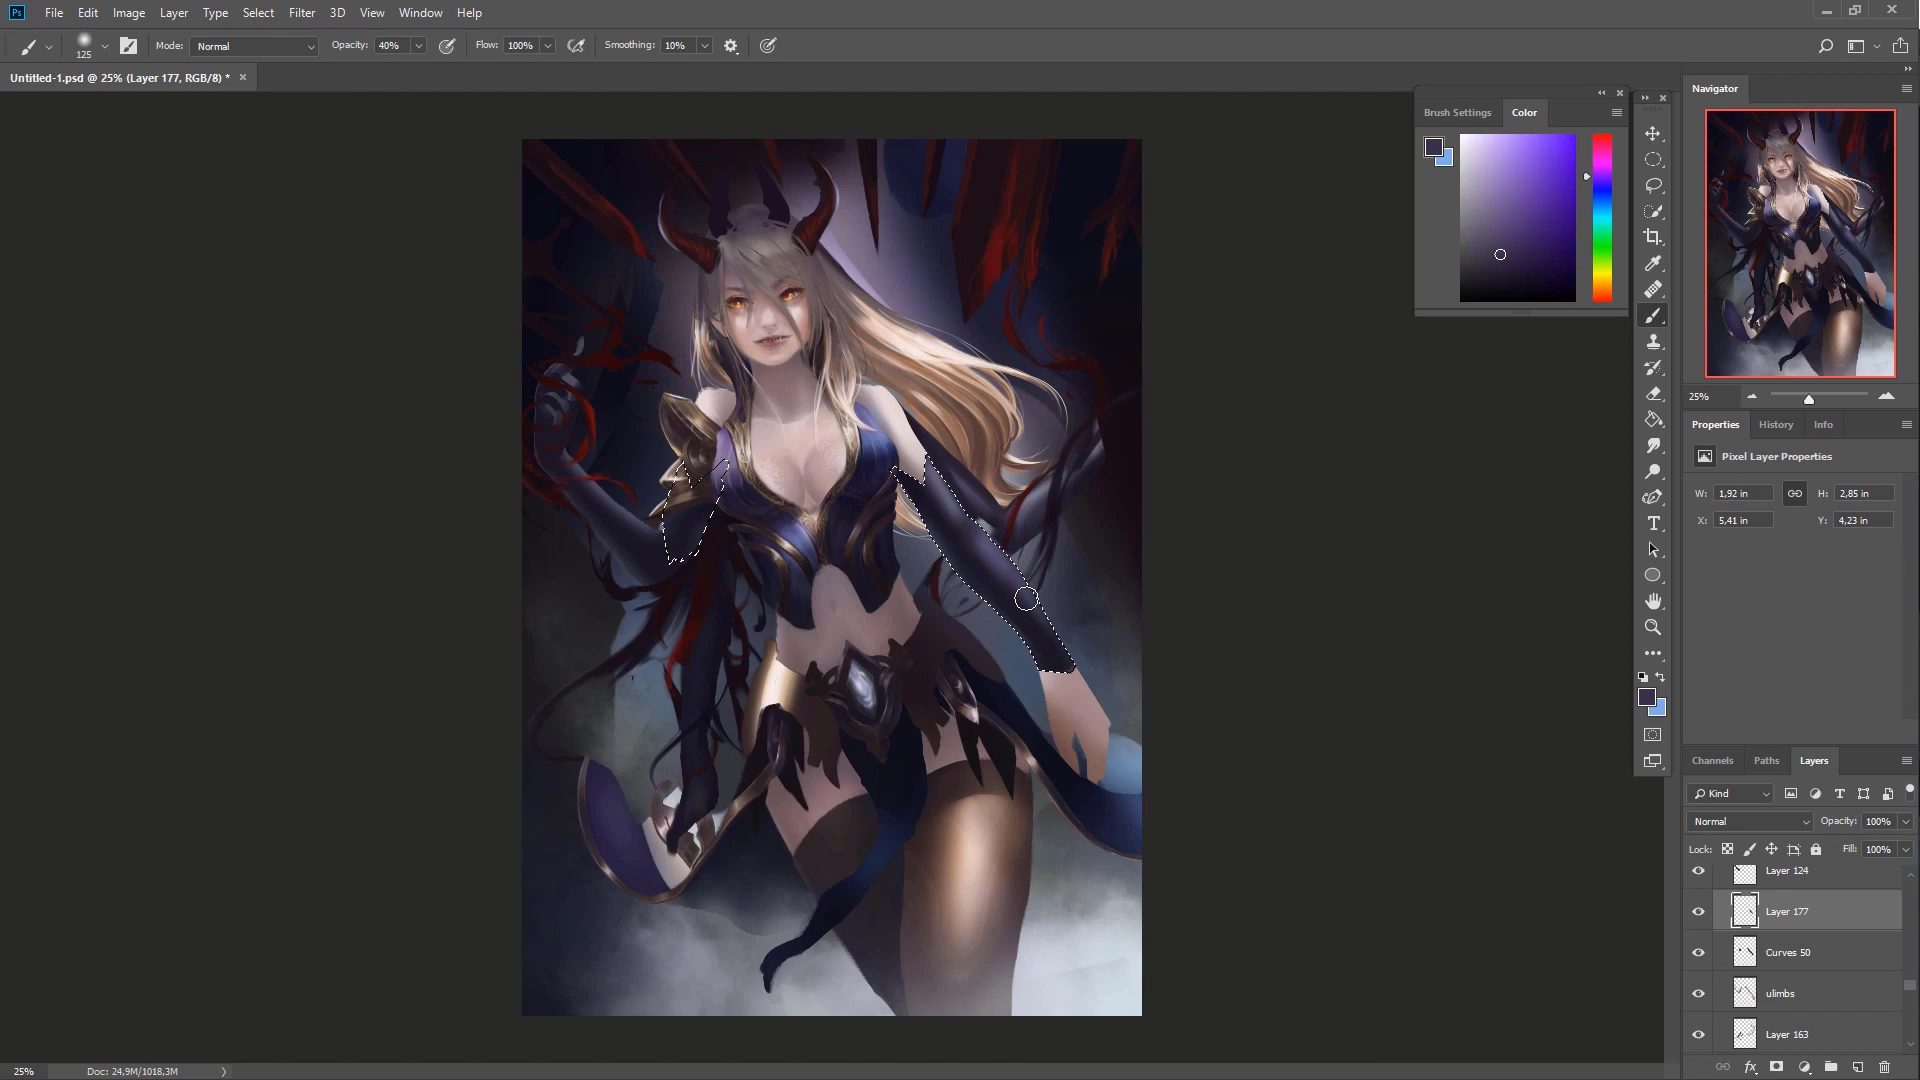 Ps File Edit Image Layer Type Select Filter 3D View Window Help
125 Mode: Normal Opacity: 40% Flow: 100% Smoothing: 10%
Untitled-1.psd @ 25% (Layer 177, RGB/8) *
Navigator
Brush Settings Color
25%
Properties History Info
Pixel Layer Properties
W: 1,92 in H: 2,85 in
X: 5,41 in Y: 4,23 in
Channels Paths Layers
Kind
Normal Opacity: 100%
Lock: Fill: 100%
Layer 124
Layer 177
Curves 50
ulimbs
Layer 163
fx
25% Doc: 24,9M/1018,3M